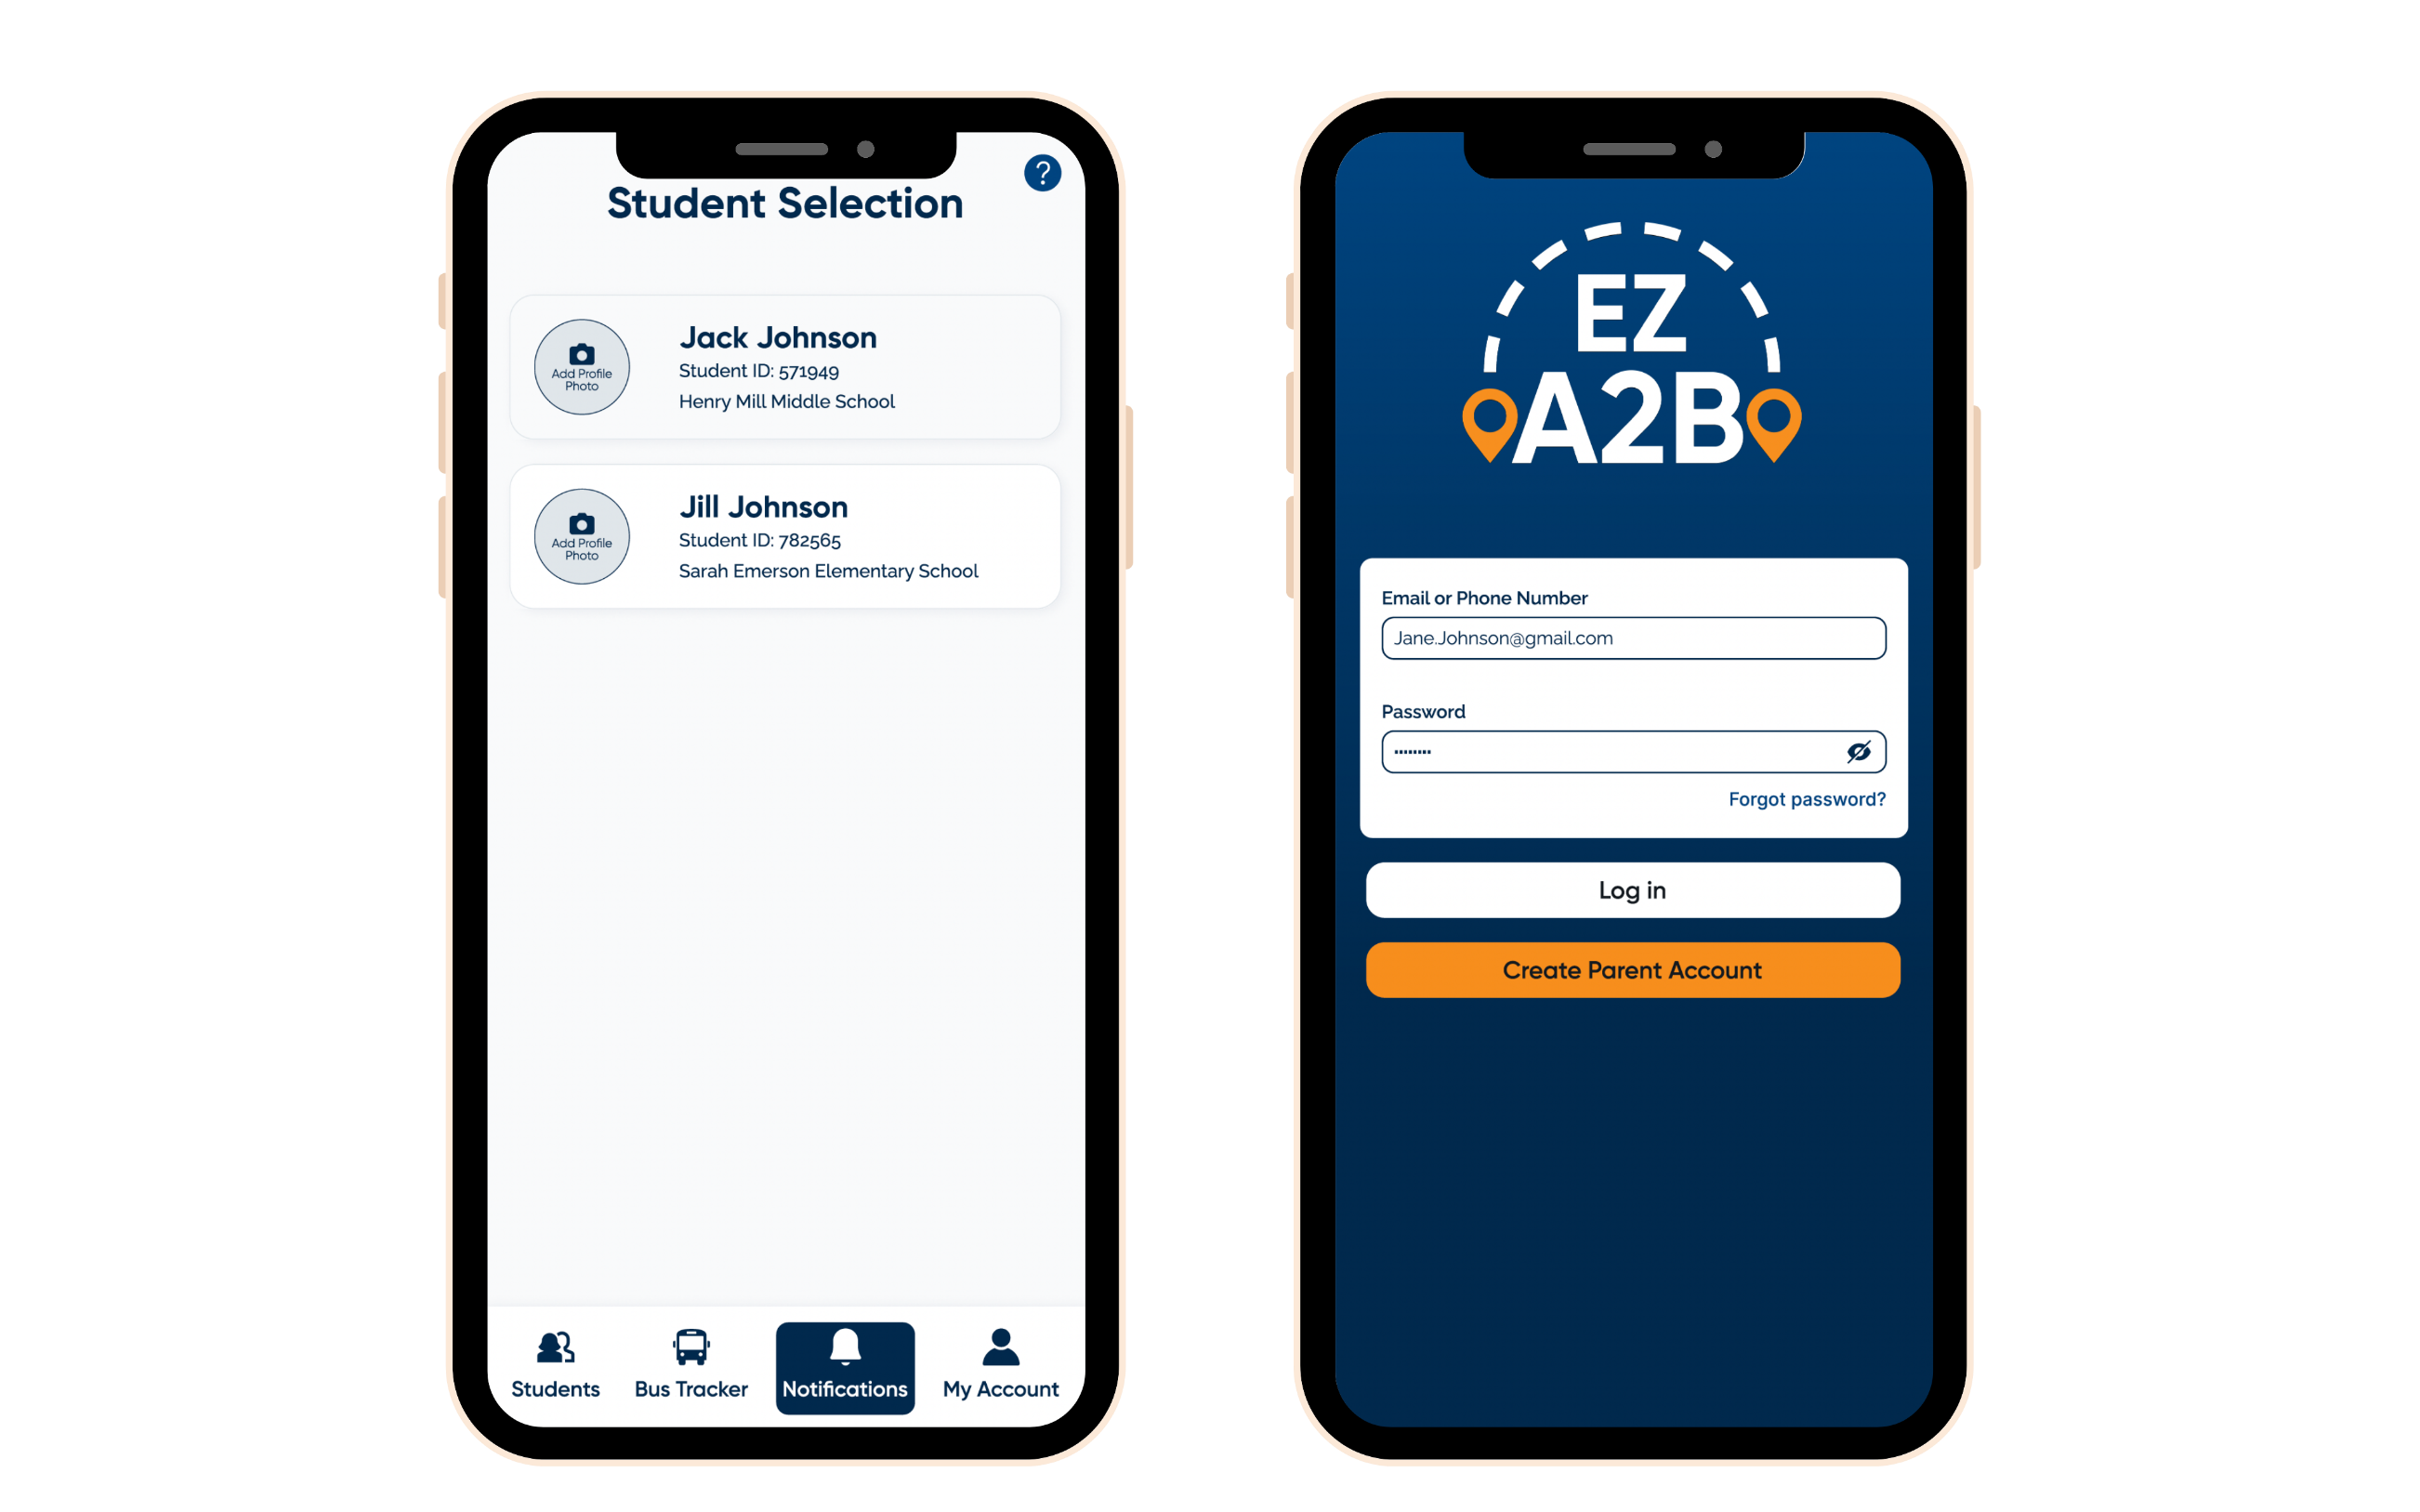 Student Selection
?
Jack Johnson
Student ID: 571949
Henry Mill Middle School
Add Profile
Photo
Jill Johnson
Student ID: 782565
Sarah Emerson Elementary School
Add Profile
Photo
Students
Bus Tracker
Notifications
My Account
EZ
A2B
Email or Phone Number
Jane.Johnson@gmail.com
Password
Forgot password?
Log in
Create Parent Account